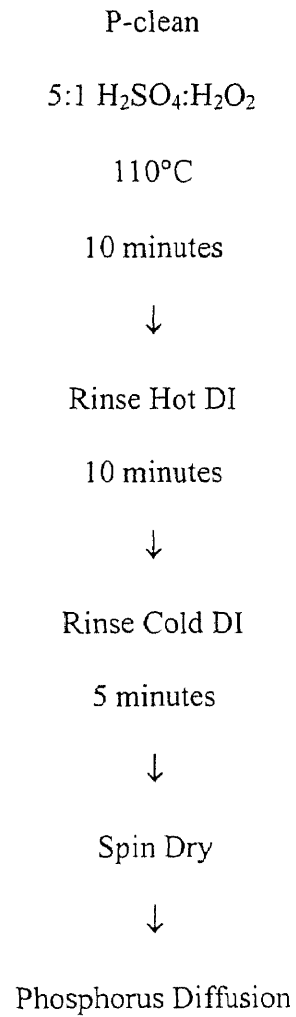 P-clean
5:1 H₂SO₄:H₂O₂
110°C
10 minutes
↓
Rinse Hot DI
10 minutes
↓
Rinse Cold DI
5 minutes
↓
Spin Dry
↓
Phosphorus Diffusion